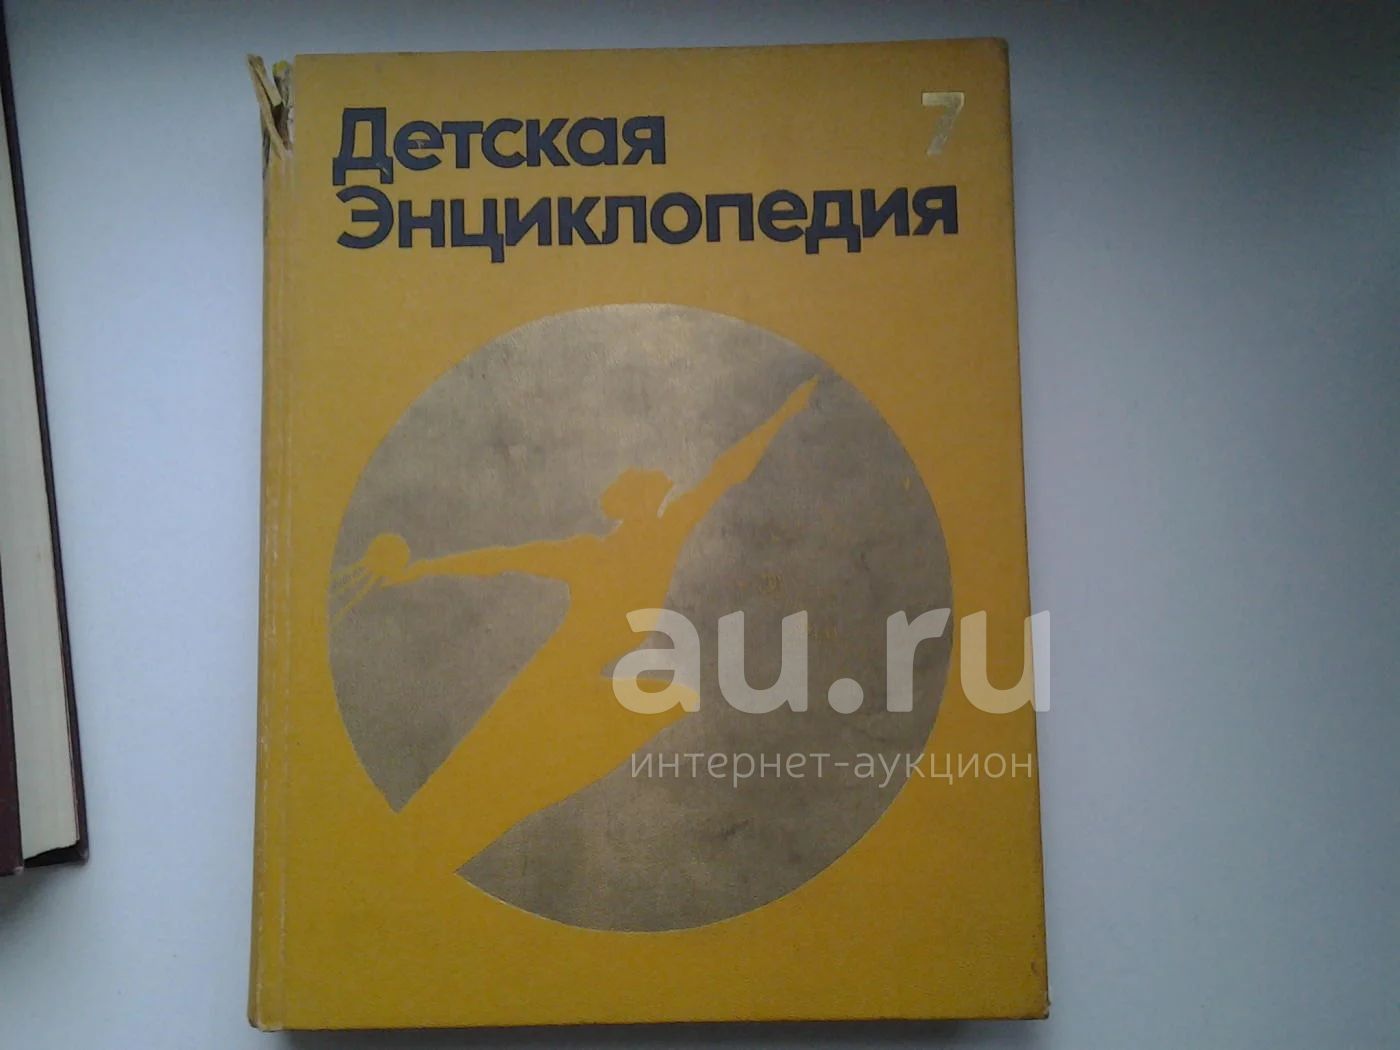 Детская
7
Энциклопедия
au.ru
интернет-аукцион